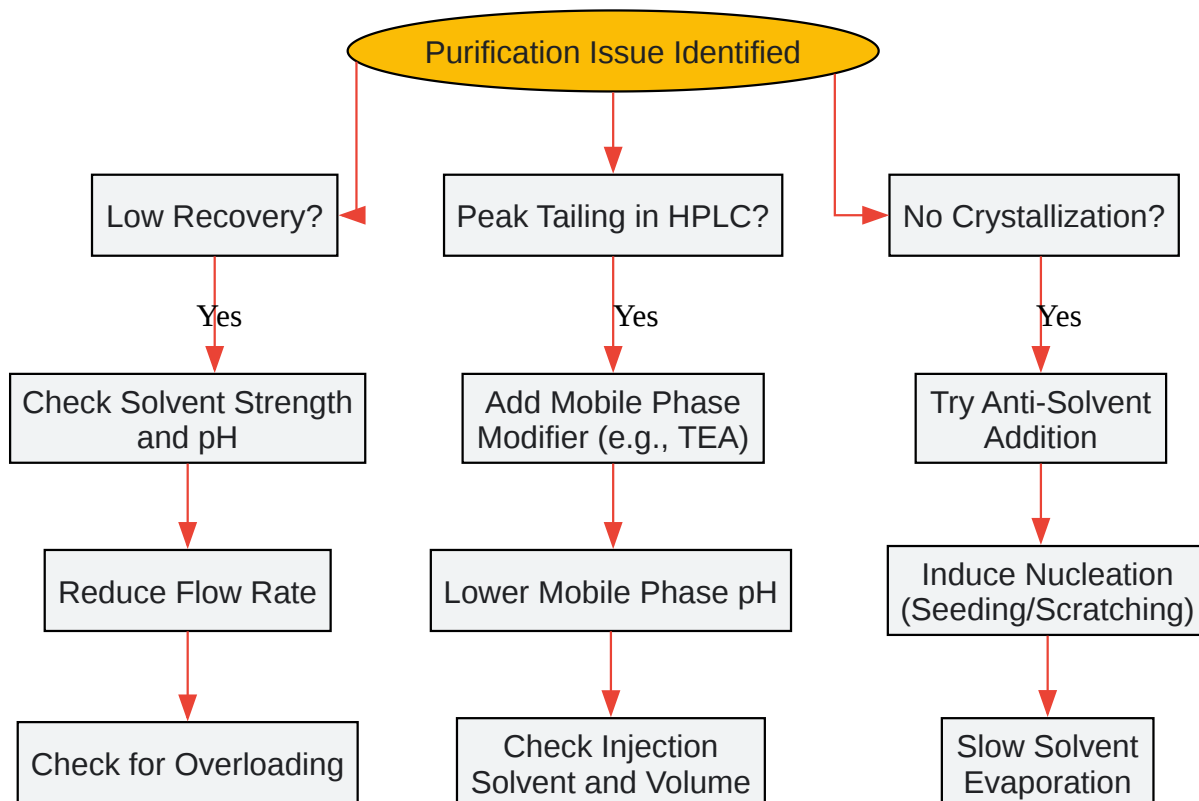 Purification Issue Identified
Low Recovery?
Peak Tailing in HPLC?
No Crystallization?
Yes
Yes
Yes
Check Solvent Strength
and pH
Add Mobile Phase
Modifier (e.g., TEA)
Try Anti-Solvent
Addition
Reduce Flow Rate
Lower Mobile Phase pH
Induce Nucleation
(Seeding/Scratching)
Check for Overloading
Check Injection
Solvent and Volume
Slow Solvent
Evaporation